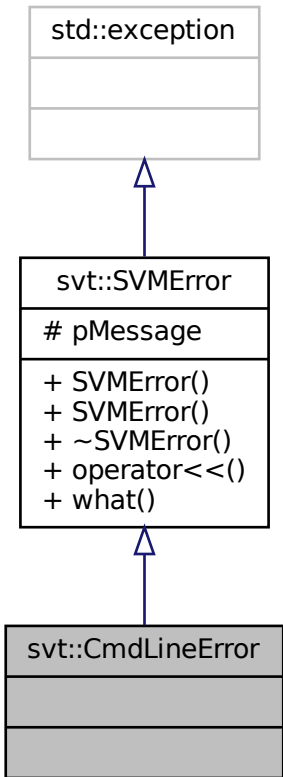 std::exception
svt::SVMError
# pMessage
+ SVMError()
+ SVMError()
+ ~SVMError()
+ operator<<()
+ what()
svt::CmdLineError